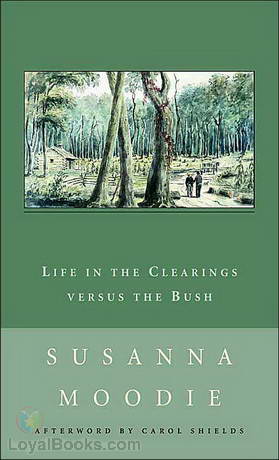 LIFE IN THE CLEARINGS
VERSUS THE BUSH
SUSANNA
MOODIE
AFTERWORD BY CAROL SHIELDS
LoyalBooks.com